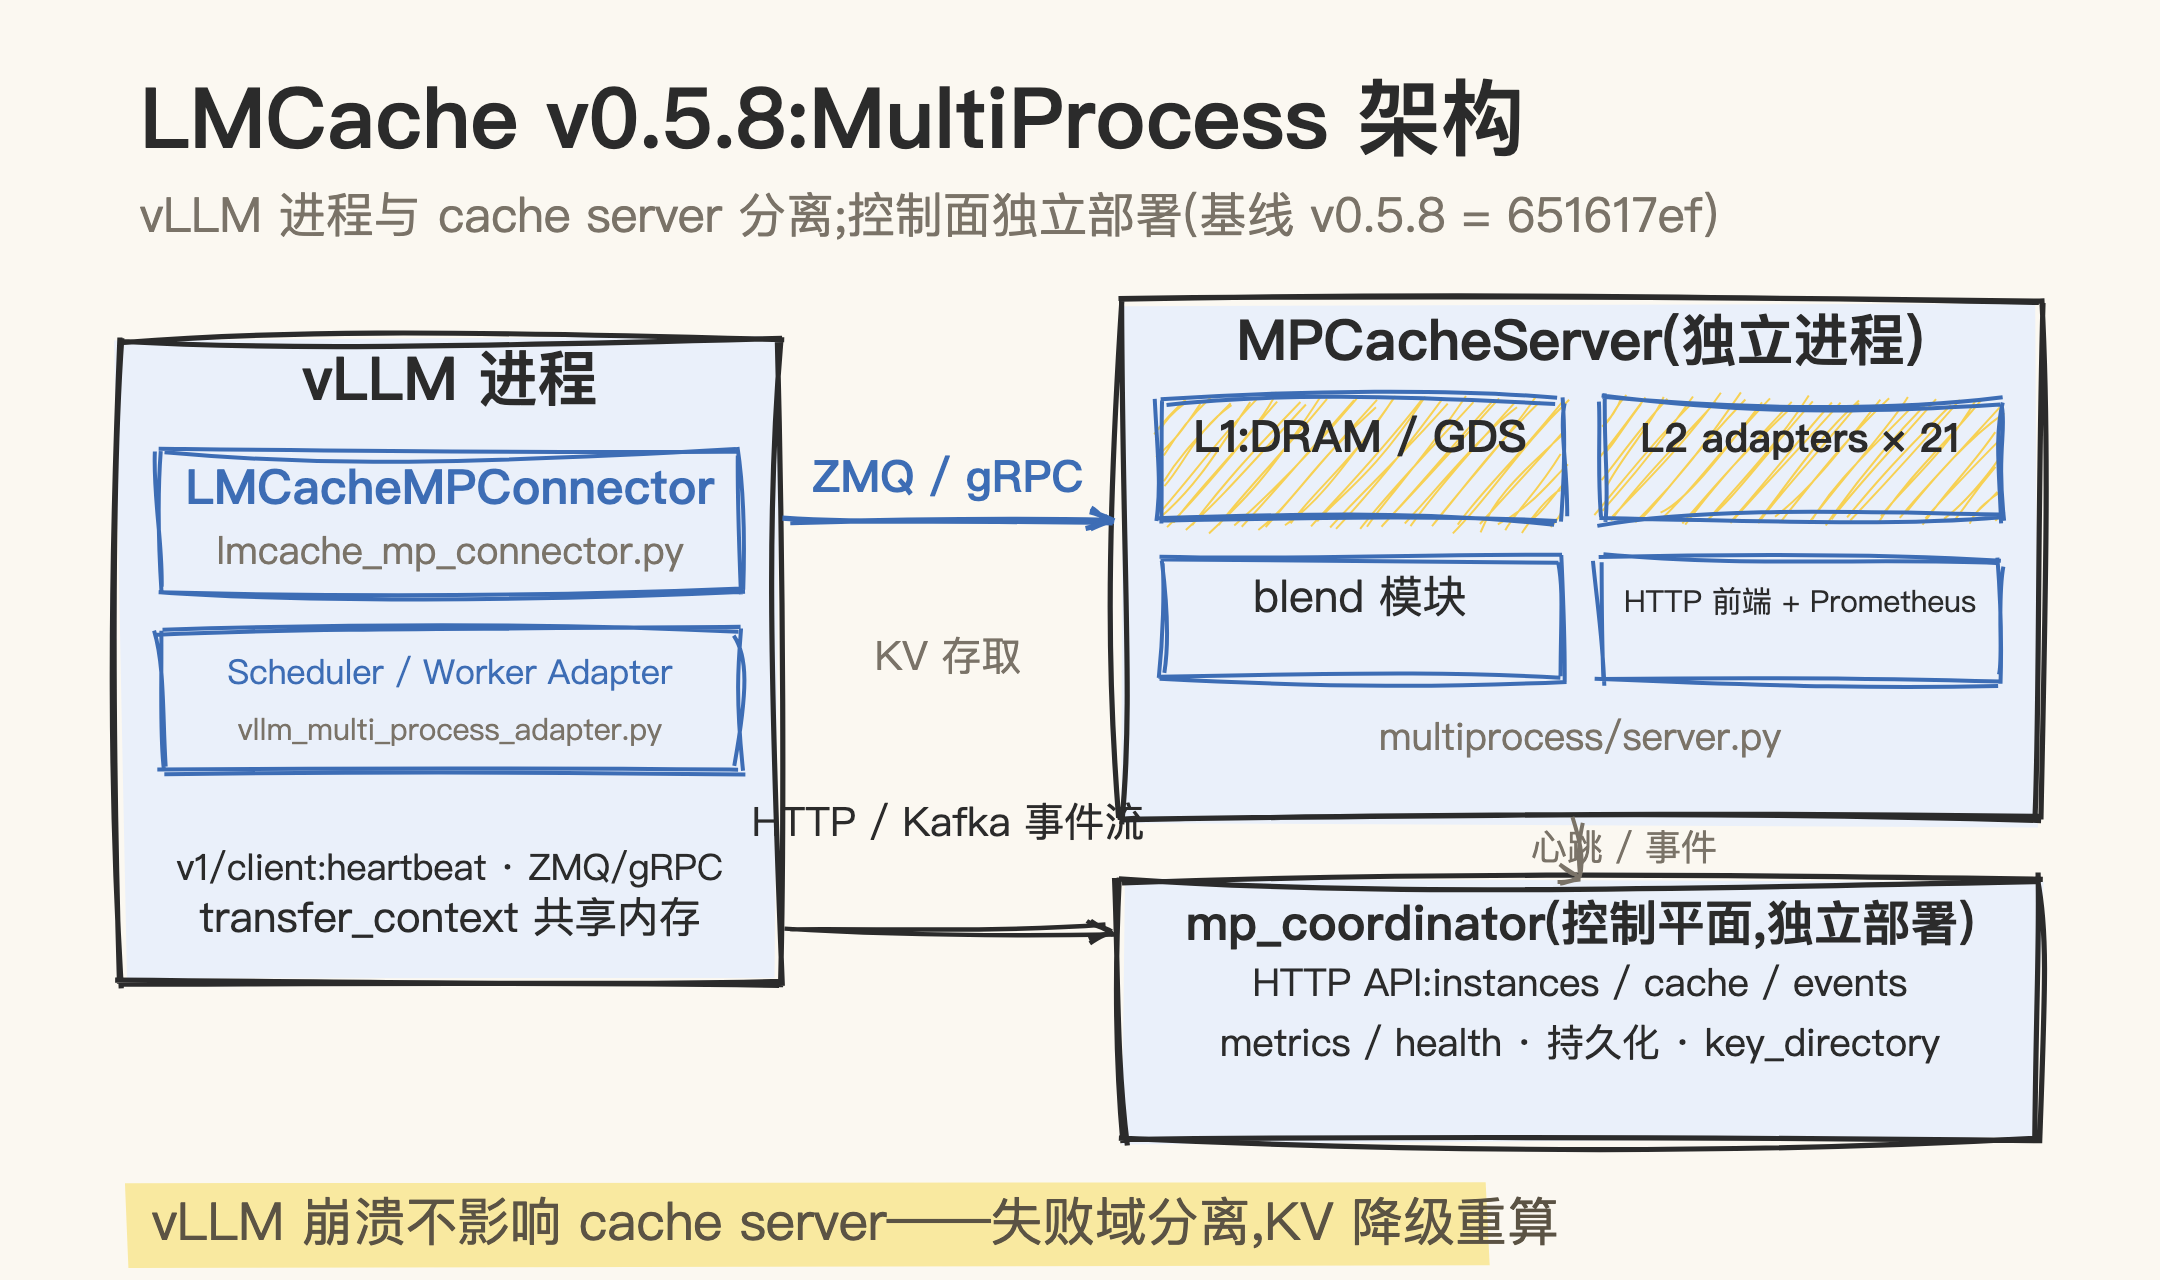 LMCache v0.5.8:MultiProcess 架构
vLLM 进程与 cache server 分离;控制面独立部署(基线 v0.5.8 = 651617ef)
vLLM 进程
LMCacheMPConnector
lmcache_mp_connector.py
Scheduler / Worker Adapter
vllm_multi_process_adapter.py
v1/client:heartbeat · ZMQ/gRPC
transfer_context 共享内存
ZMQ / gRPC
KV 存取
HTTP / Kafka 事件流
MPCacheServer(独立进程)
L1:DRAM / GDS
L2 adapters × 21
blend 模块
HTTP 前端 + Prometheus
multiprocess/server.py
心跳 / 事件
mp_coordinator(控制平面,独立部署)
HTTP API:instances / cache / events
metrics / health · 持久化 · key_directory
vLLM 崩溃不影响 cache server——失败域分离,KV 降级重算